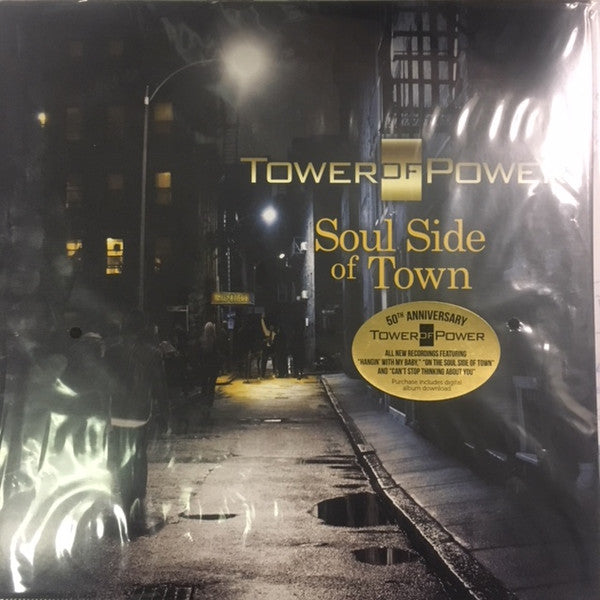 TOWER OF POWE
Soul Side
of Town
50TH ANNIVERSARY
TOWER OF POWER
ALL NEW RECORDINGS FEATURING
"HANGIN' WITH MY BABY," "ON THE SOUL SIDE OF TOWN"
AND "CAN'T STOP THINKING ABOUT YOU"
Purchase includes digital
album download.